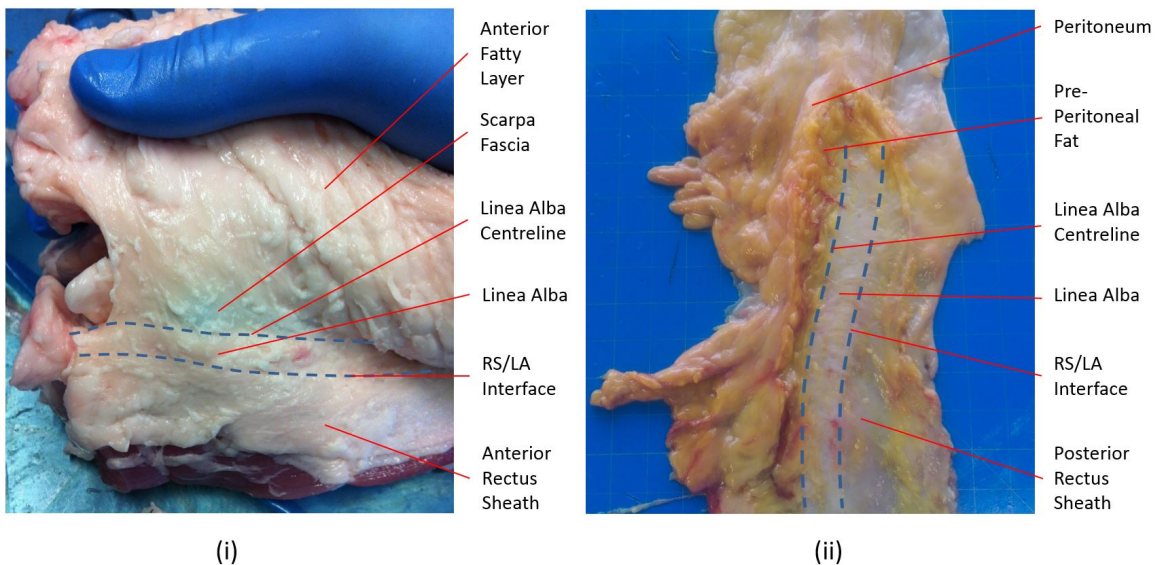 Anterior
Fatty
Layer
Scarpa
Fascia
Linea Alba
Centreline
Linea Alba
RS/LA
Interface
Anterior
Rectus
Sheath
(i)
Peritoneum
Pre-
Peritoneal
Fat
Linea Alba
Centreline
Linea Alba
RS/LA
Interface
Posterior
Rectus
Sheath
(ii)